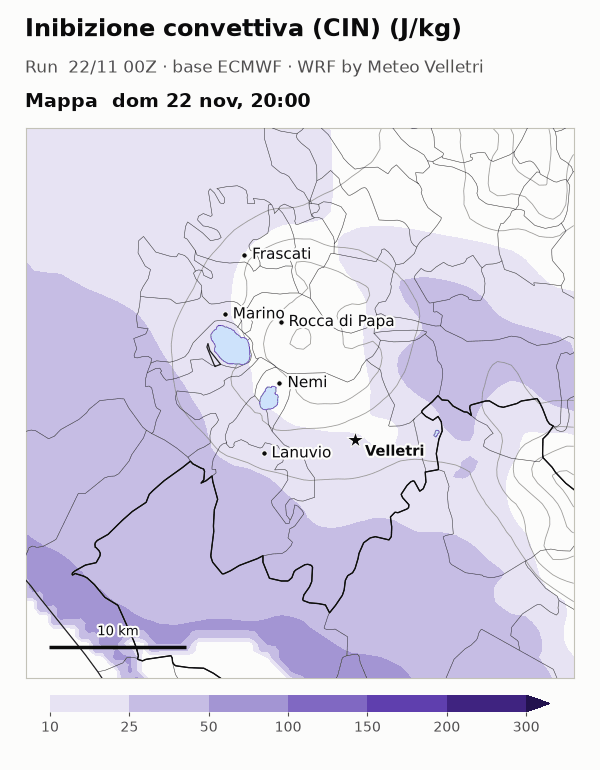 Inibizione convettiva (CIN) (J/kg)
Run  22/11 00Z · base ECMWF · WRF by Meteo Velletri
Mappa  dom 22 nov, 20:00
Frascati
Marino
Rocca di Papa
Nemi
Velletri
Lanuvio
10 km
10 25 50 100 150 200 300